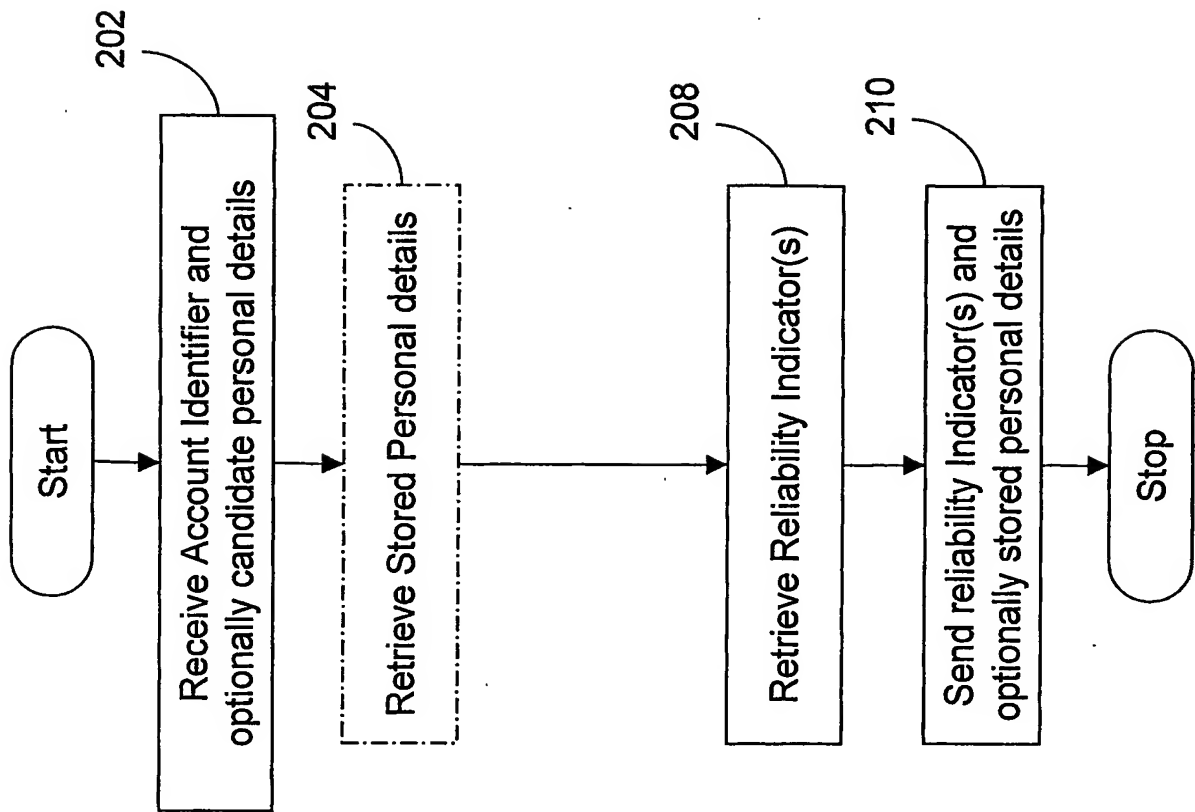 Start
202
Receive Account Identifier and
optionally candidate personal details
204
Retrieve Stored Personal details
208
Retrieve Reliability Indicator(s)
210
Send reliability Indicator(s) and
optionally stored personal details
Stop